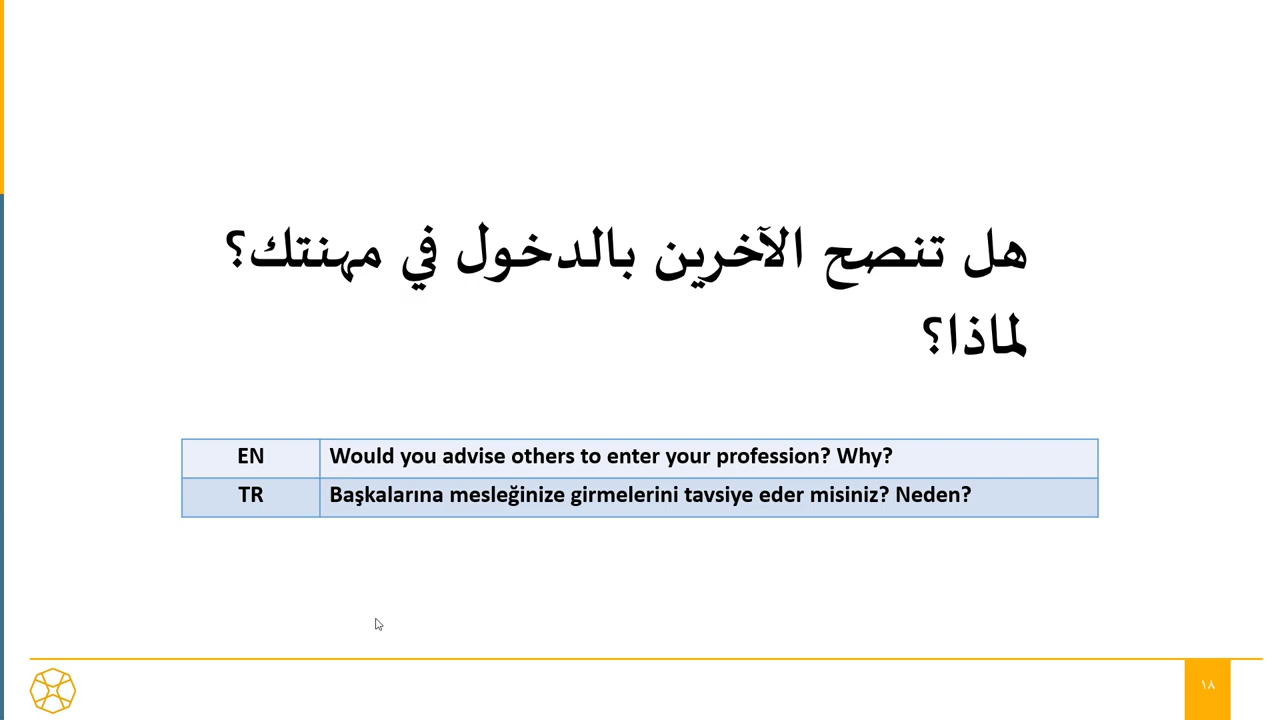 هل تنصح الآخرين بالدخول في مهنتك؟
لماذا؟
EN Would you advise others to enter your profession? Why?
TR Başkalarına mesleğinize girmelerini tavsiye eder misiniz? Neden?
١٨